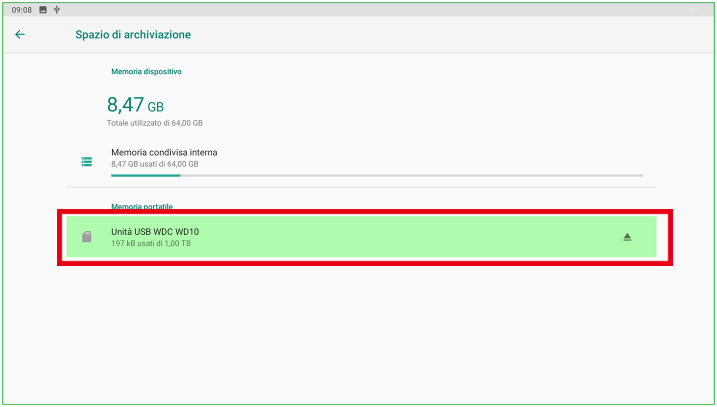 09:08
Spazio di archiviazione
Memoria dispositivo
8,47 GB
Totale utilizzato di 64,00 GB
Memoria condivisa interna
8,47 GB usati di 64,00 GB
Memoria portatile
Unità USB WDC WD10
197 kB usati di 1,00 TB